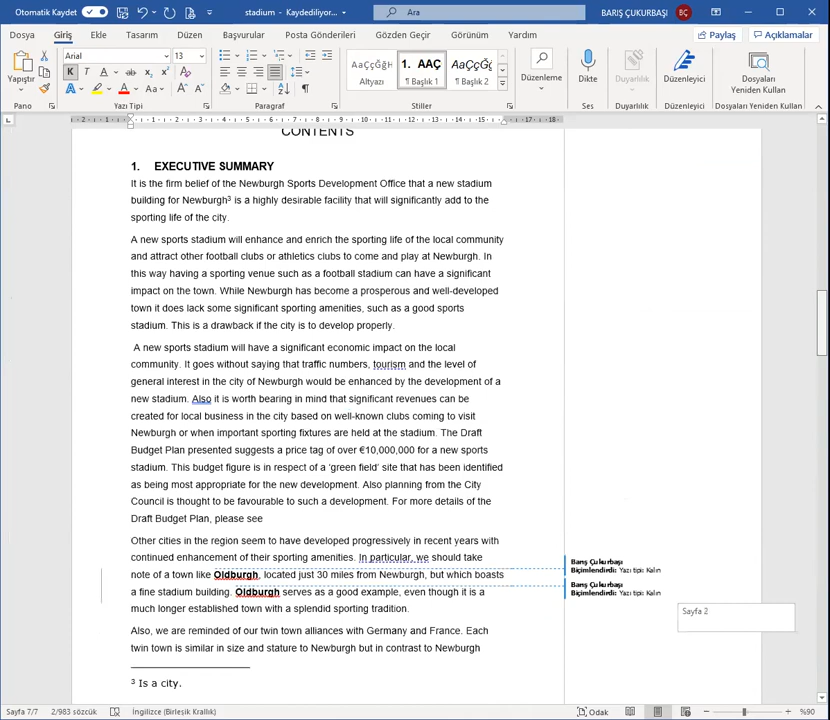 Otomatik Kaydet
stadium - Kaydediliyor...
Ara
BARIŞ ÇUKURBAŞI
BÇ
Dosya Giriş Ekle Tasarım Düzen Başvurular Posta Gönderileri Gözden Geçir Görünüm Yardım Paylaş Açıklamalar
Yapıştır
Arial 13
K T A ab x² A
A A Aa A A
AaÇçĞğH 1. AAÇ AaÇçĞğ
Altyazı ¶ Başlık 1 ¶ Başlık 2
Düzenleme
Dikte
Duyarlılık
Düzenleyici
Dosyaları
Yeniden Kullan
Pano Yazı Tipi Paragraf Stiller Ses Duyarlılık Düzenleyici Dosyaları Yeniden Kullan
CONTENTS
1. EXECUTIVE SUMMARY
It is the firm belief of the Newburgh Sports Development Office that a new stadium
building for Newburgh³ is a highly desirable facility that will significantly add to the
sporting life of the city.
A new sports stadium will enhance and enrich the sporting life of the local community
and attract other football clubs or athletics clubs to come and play at Newburgh. In
this way having a sporting venue such as a football stadium can have a significant
impact on the town. While Newburgh has become a prosperous and well-developed
town it does lack some significant sporting amenities, such as a good sports
stadium. This is a drawback if the city is to develop properly.
A new sports stadium will have a significant economic impact on the local
community. It goes without saying that traffic numbers, tourism and the level of
general interest in the city of Newburgh would be enhanced by the development of a
new stadium. Also it is worth bearing in mind that significant revenues can be
created for local business in the city based on well-known clubs coming to visit
Newburgh or when important sporting fixtures are held at the stadium. The Draft
Budget Plan presented suggests a price tag of over €10,000,000 for a new sports
stadium. This budget figure is in respect of a 'green field' site that has been identified
as being most appropriate for the new development. Also planning from the City
Council is thought to be favourable to such a development. For more details of the
Draft Budget Plan, please see
Other cities in the region seem to have developed progressively in recent years with
continued enhancement of their sporting amenities. In particular, we should take
note of a town like Oldburgh, located just 30 miles from Newburgh, but which boasts
a fine stadium building. Oldburgh serves as a good example, even though it is a
much longer established town with a splendid sporting tradition.
Also, we are reminded of our twin town alliances with Germany and France. Each
twin town is similar in size and stature to Newburgh but in contrast to Newburgh
³ Is a city.
Barış Çukurbaşı
Biçimlendirdi: Yazı tipi: Kalın
Barış Çukurbaşı
Biçimlendirdi: Yazı tipi: Kalın
Sayfa 2
Sayfa 7/7 2/983 sözcük İngilizce (Birleşik Krallık) Odak %90